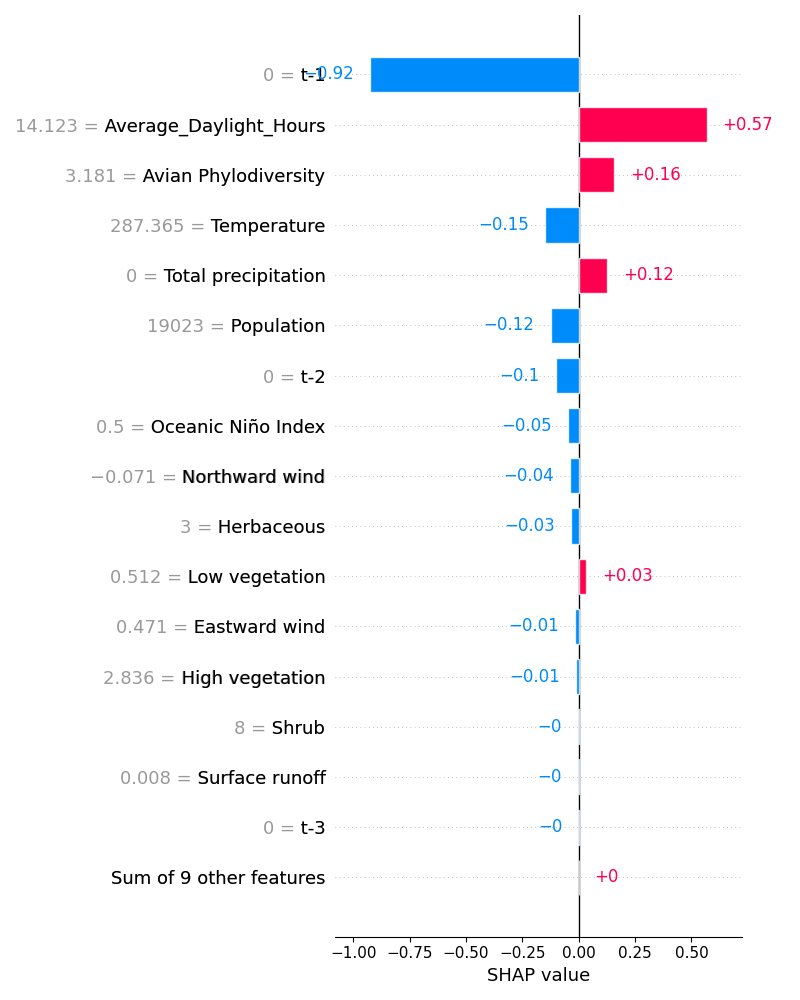 0 = t-1 −0.92
14.123 = Average_Daylight_Hours +0.57
3.181 = Avian Phylodiversity +0.16
287.365 = Temperature −0.15
0 = Total precipitation +0.12
19023 = Population −0.12
0 = t-2 −0.1
0.5 = Oceanic Niño Index −0.05
−0.071 = Northward wind −0.04
3 = Herbaceous −0.03
0.512 = Low vegetation +0.03
0.471 = Eastward wind −0.01
2.836 = High vegetation −0.01
8 = Shrub −0
0.008 = Surface runoff −0
0 = t-3 −0
Sum of 9 other features +0
−1.00 −0.75 −0.50 −0.25 0.00 0.25 0.50
SHAP value